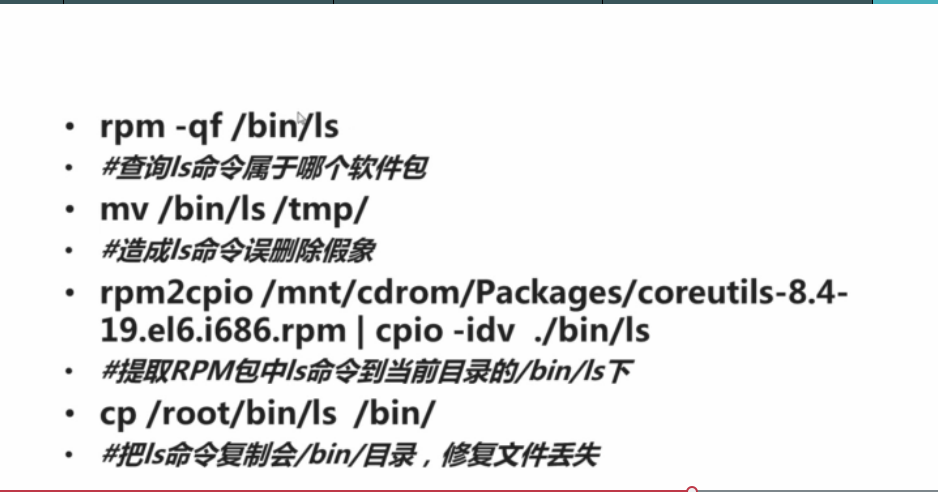 rpm -qf /bin/ls
#查询ls命令属于哪个软件包
mv /bin/ls /tmp/
#造成ls命令误删除假象
rpm2cpio /mnt/cdrom/Packages/coreutils-8.4-
19.el6.i686.rpm | cpio -idv ./bin/ls
#提取RPM包中ls命令到当前目录的/bin/ls下
cp /root/bin/ls /bin/
#把ls命令复制会/bin/目录，修复文件丢失